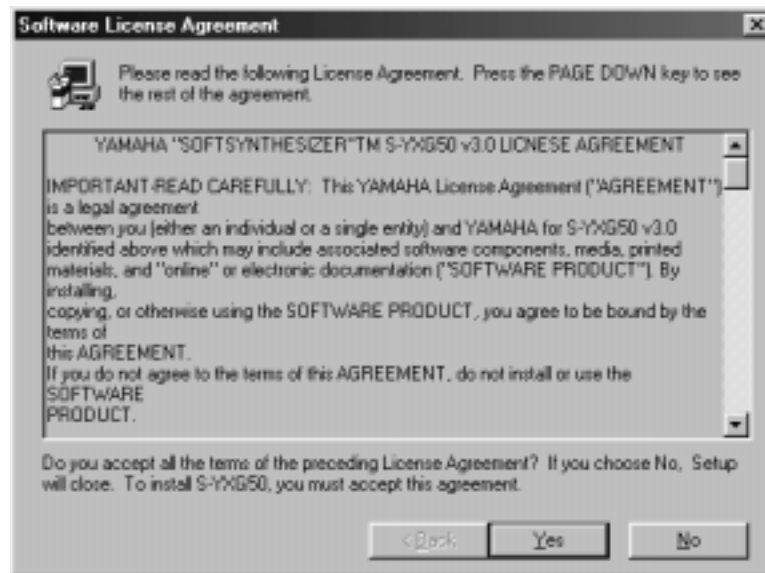 Software License Agreement
Please read the following License Agreement. Press the PAGE DOWN key to see
the rest of the agreement.
YAMAHA "SOFTSYNTHESIZER"TM S-YXG50 v3.0 LICNESE AGREEMENT
IMPORTANT-READ CAREFULLY: This YAMAHA License Agreement ("AGREEMENT")
is a legal agreement
between you (either an individual or a single entity) and YAMAHA for S-YXG50 v3.0
identified above which may include associated software components, media, printed
materials, and "online" or electronic documentation ("SOFTWARE PRODUCT"). By
installing,
copying, or otherwise using the SOFTWARE PRODUCT, you agree to be bound by the
terms of
this AGREEMENT.
If you do not agree to the terms of this AGREEMENT, do not install or use the
SOFTWARE
PRODUCT.
Do you accept all the terms of the preceding License Agreement? If you choose No, Setup
will close. To install S-YXG50, you must accept this agreement.
< Back Yes No